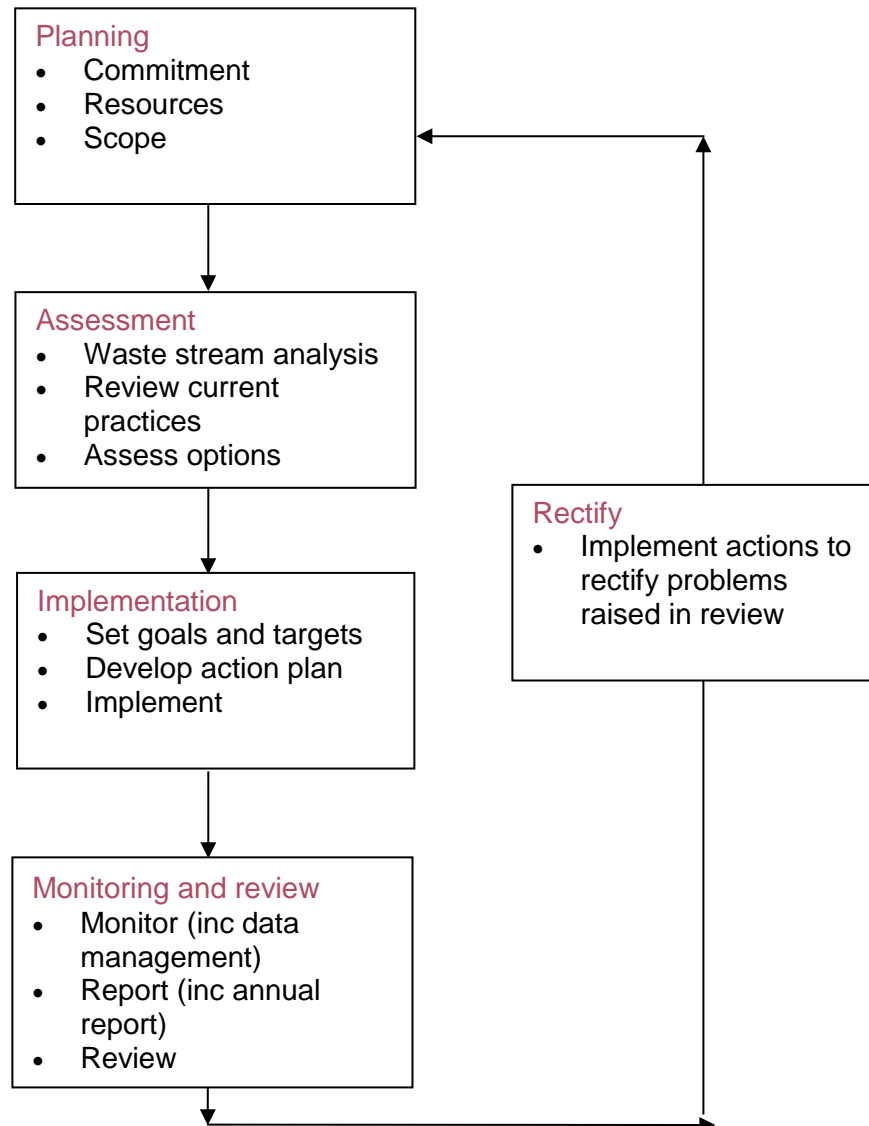 Planning
• Commitment
• Resources
• Scope
Assessment
• Waste stream analysis
• Review current
practices
• Assess options
Implementation
• Set goals and targets
• Develop action plan
• Implement
Monitoring and review
• Monitor (inc data
management)
• Report (inc annual
report)
• Review
Rectify
• Implement actions to
rectify problems
raised in review